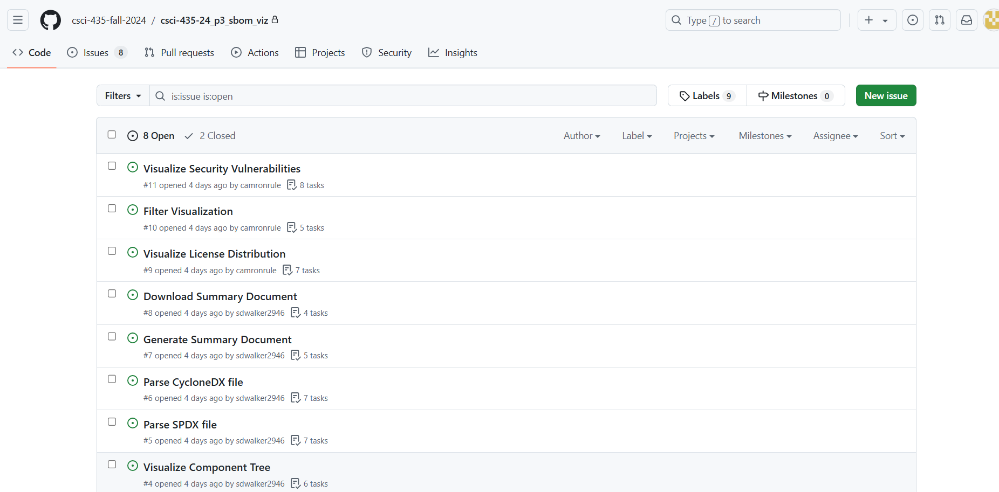 csci-435-fall-2024 / csci-435-24_p3_sbom_viz
Type / to search
Code
Issues 8
Pull requests
Actions
Projects
Security
Insights
Filters
is:issue is:open
Labels 9
Milestones 0
New issue
8 Open
2 Closed
Author
Label
Projects
Milestones
Assignee
Sort
Visualize Security Vulnerabilities
#11 opened 4 days ago by camronrule 8 tasks
Filter Visualization
#10 opened 4 days ago by camronrule 5 tasks
Visualize License Distribution
#9 opened 4 days ago by camronrule 7 tasks
Download Summary Document
#8 opened 4 days ago by sdwalker2946 4 tasks
Generate Summary Document
#7 opened 4 days ago by sdwalker2946 5 tasks
Parse CycloneDX file
#6 opened 4 days ago by sdwalker2946 7 tasks
Parse SPDX file
#5 opened 4 days ago by sdwalker2946 7 tasks
Visualize Component Tree
#4 opened 4 days ago by sdwalker2946 6 tasks